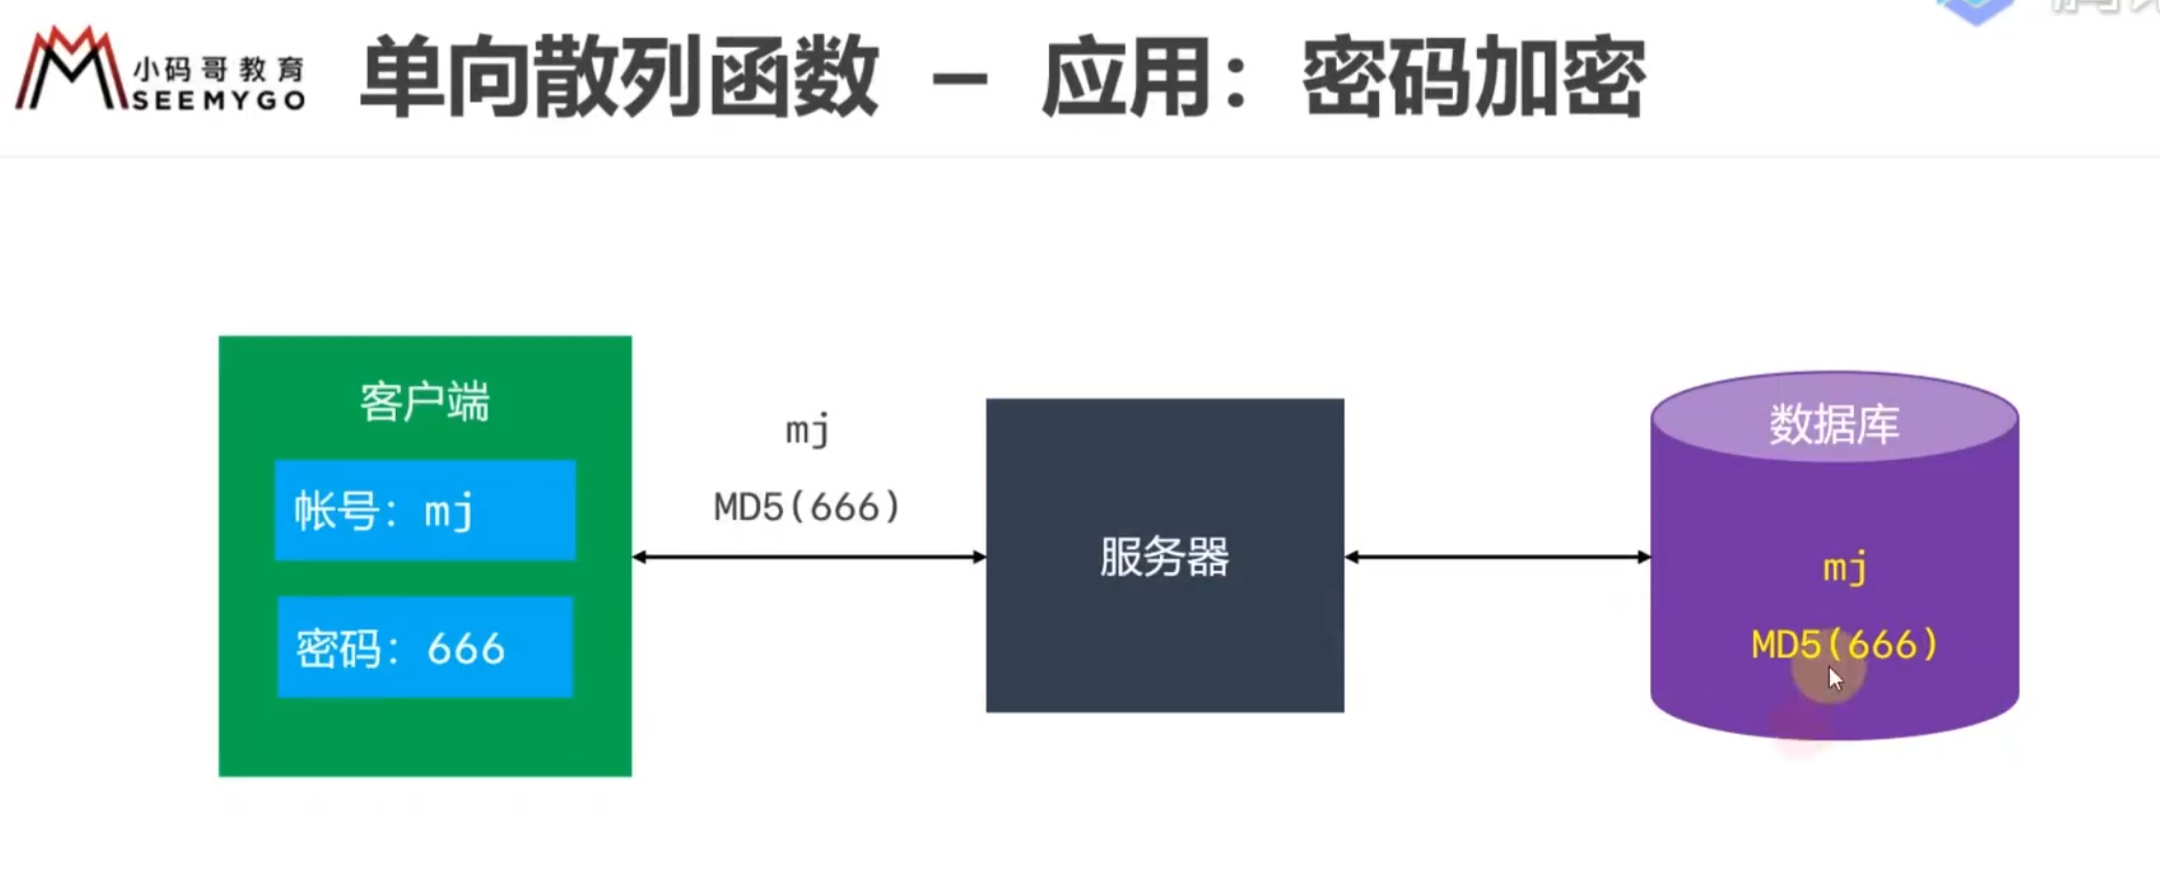 小码哥教育
SEEMYGO
单向散列函数 – 应用：密码加密
客户端
帐号：mj
密码：666
mj
MD5(666)
服务器
数据库
mj
MD5(666)